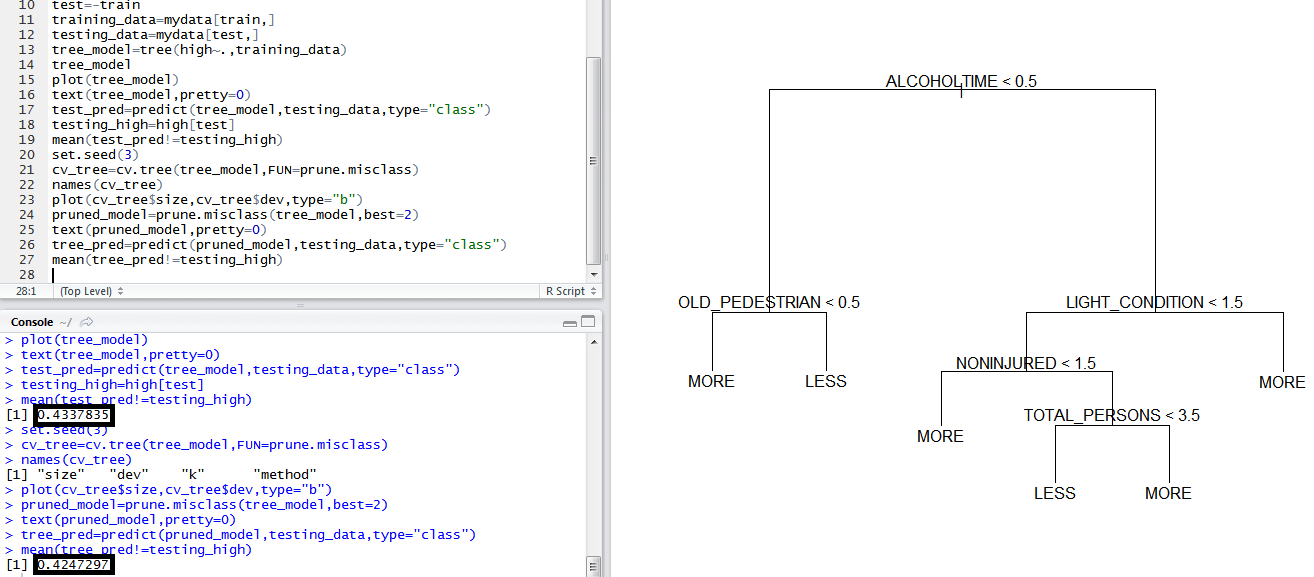 10 test=-train
11 training_data=mydata[train,]
12 testing_data=mydata[test,]
13 tree_model=tree(high~.,training_data)
14 tree_model
15 plot(tree_model)
16 text(tree_model,pretty=0)
17 test_pred=predict(tree_model,testing_data,type="class")
18 testing_high=high[test]
19 mean(test_pred!=testing_high)
20 set.seed(3)
21 cv_tree=cv.tree(tree_model,FUN=prune.misclass)
22 names(cv_tree)
23 plot(cv_tree$size,cv_tree$dev,type="b")
24 pruned_model=prune.misclass(tree_model,best=2)
25 text(pruned_model,pretty=0)
26 tree_pred=predict(pruned_model,testing_data,type="class")
27 mean(tree_pred!=testing_high)
28
28:1 (Top Level) R Script
Console ~/
> plot(tree_model)
> text(tree_model,pretty=0)
> test_pred=predict(tree_model,testing_data,type="class")
> testing_high=high[test]
> mean(test_pred!=testing_high)
[1] 0.4337835
> set.seed(3)
> cv_tree=cv.tree(tree_model,FUN=prune.misclass)
> names(cv_tree)
[1] "size" "dev" "k" "method"
> plot(cv_tree$size,cv_tree$dev,type="b")
> pruned_model=prune.misclass(tree_model,best=2)
> text(pruned_model,pretty=0)
> tree_pred=predict(pruned_model,testing_data,type="class")
> mean(tree_pred!=testing_high)
[1] 0.4247297
ALCOHOLTIME < 0.5
OLD_PEDESTRIAN < 0.5
LIGHT_CONDITION < 1.5
MORE
LESS
NONINJURED < 1.5
MORE
MORE
TOTAL_PERSONS < 3.5
LESS
MORE